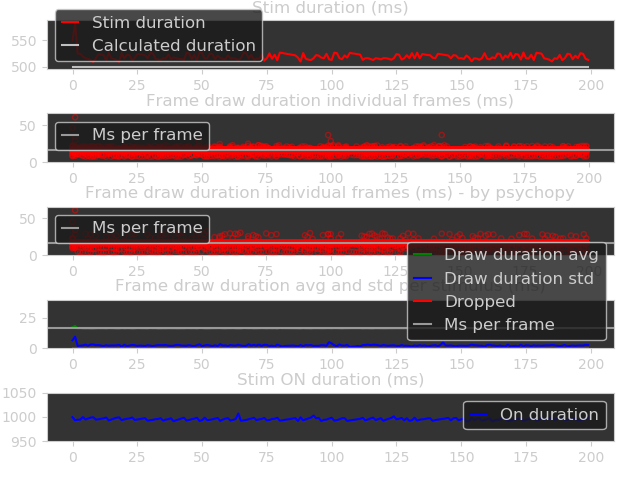 Stim duration (ms)
Stim duration
Calculated duration
550
500
0 25 50 75 100 125 150 175 200
Frame draw duration individual frames (ms)
50
Ms per frame
0
0 25 50 75 100 125 150 175 200
Frame draw duration individual frames (ms) - by psychopy
50
Ms per frame
0
0 25 50 75 100 125 150 175 200
Draw duration avg
Draw duration std
Dropped
Ms per frame
Frame draw duration avg and std per stimulus (ms)
25
0
0 25 50 75 100 125 150 175 200
Stim ON duration (ms)
1050
1000
950
On duration
0 25 50 75 100 125 150 175 200